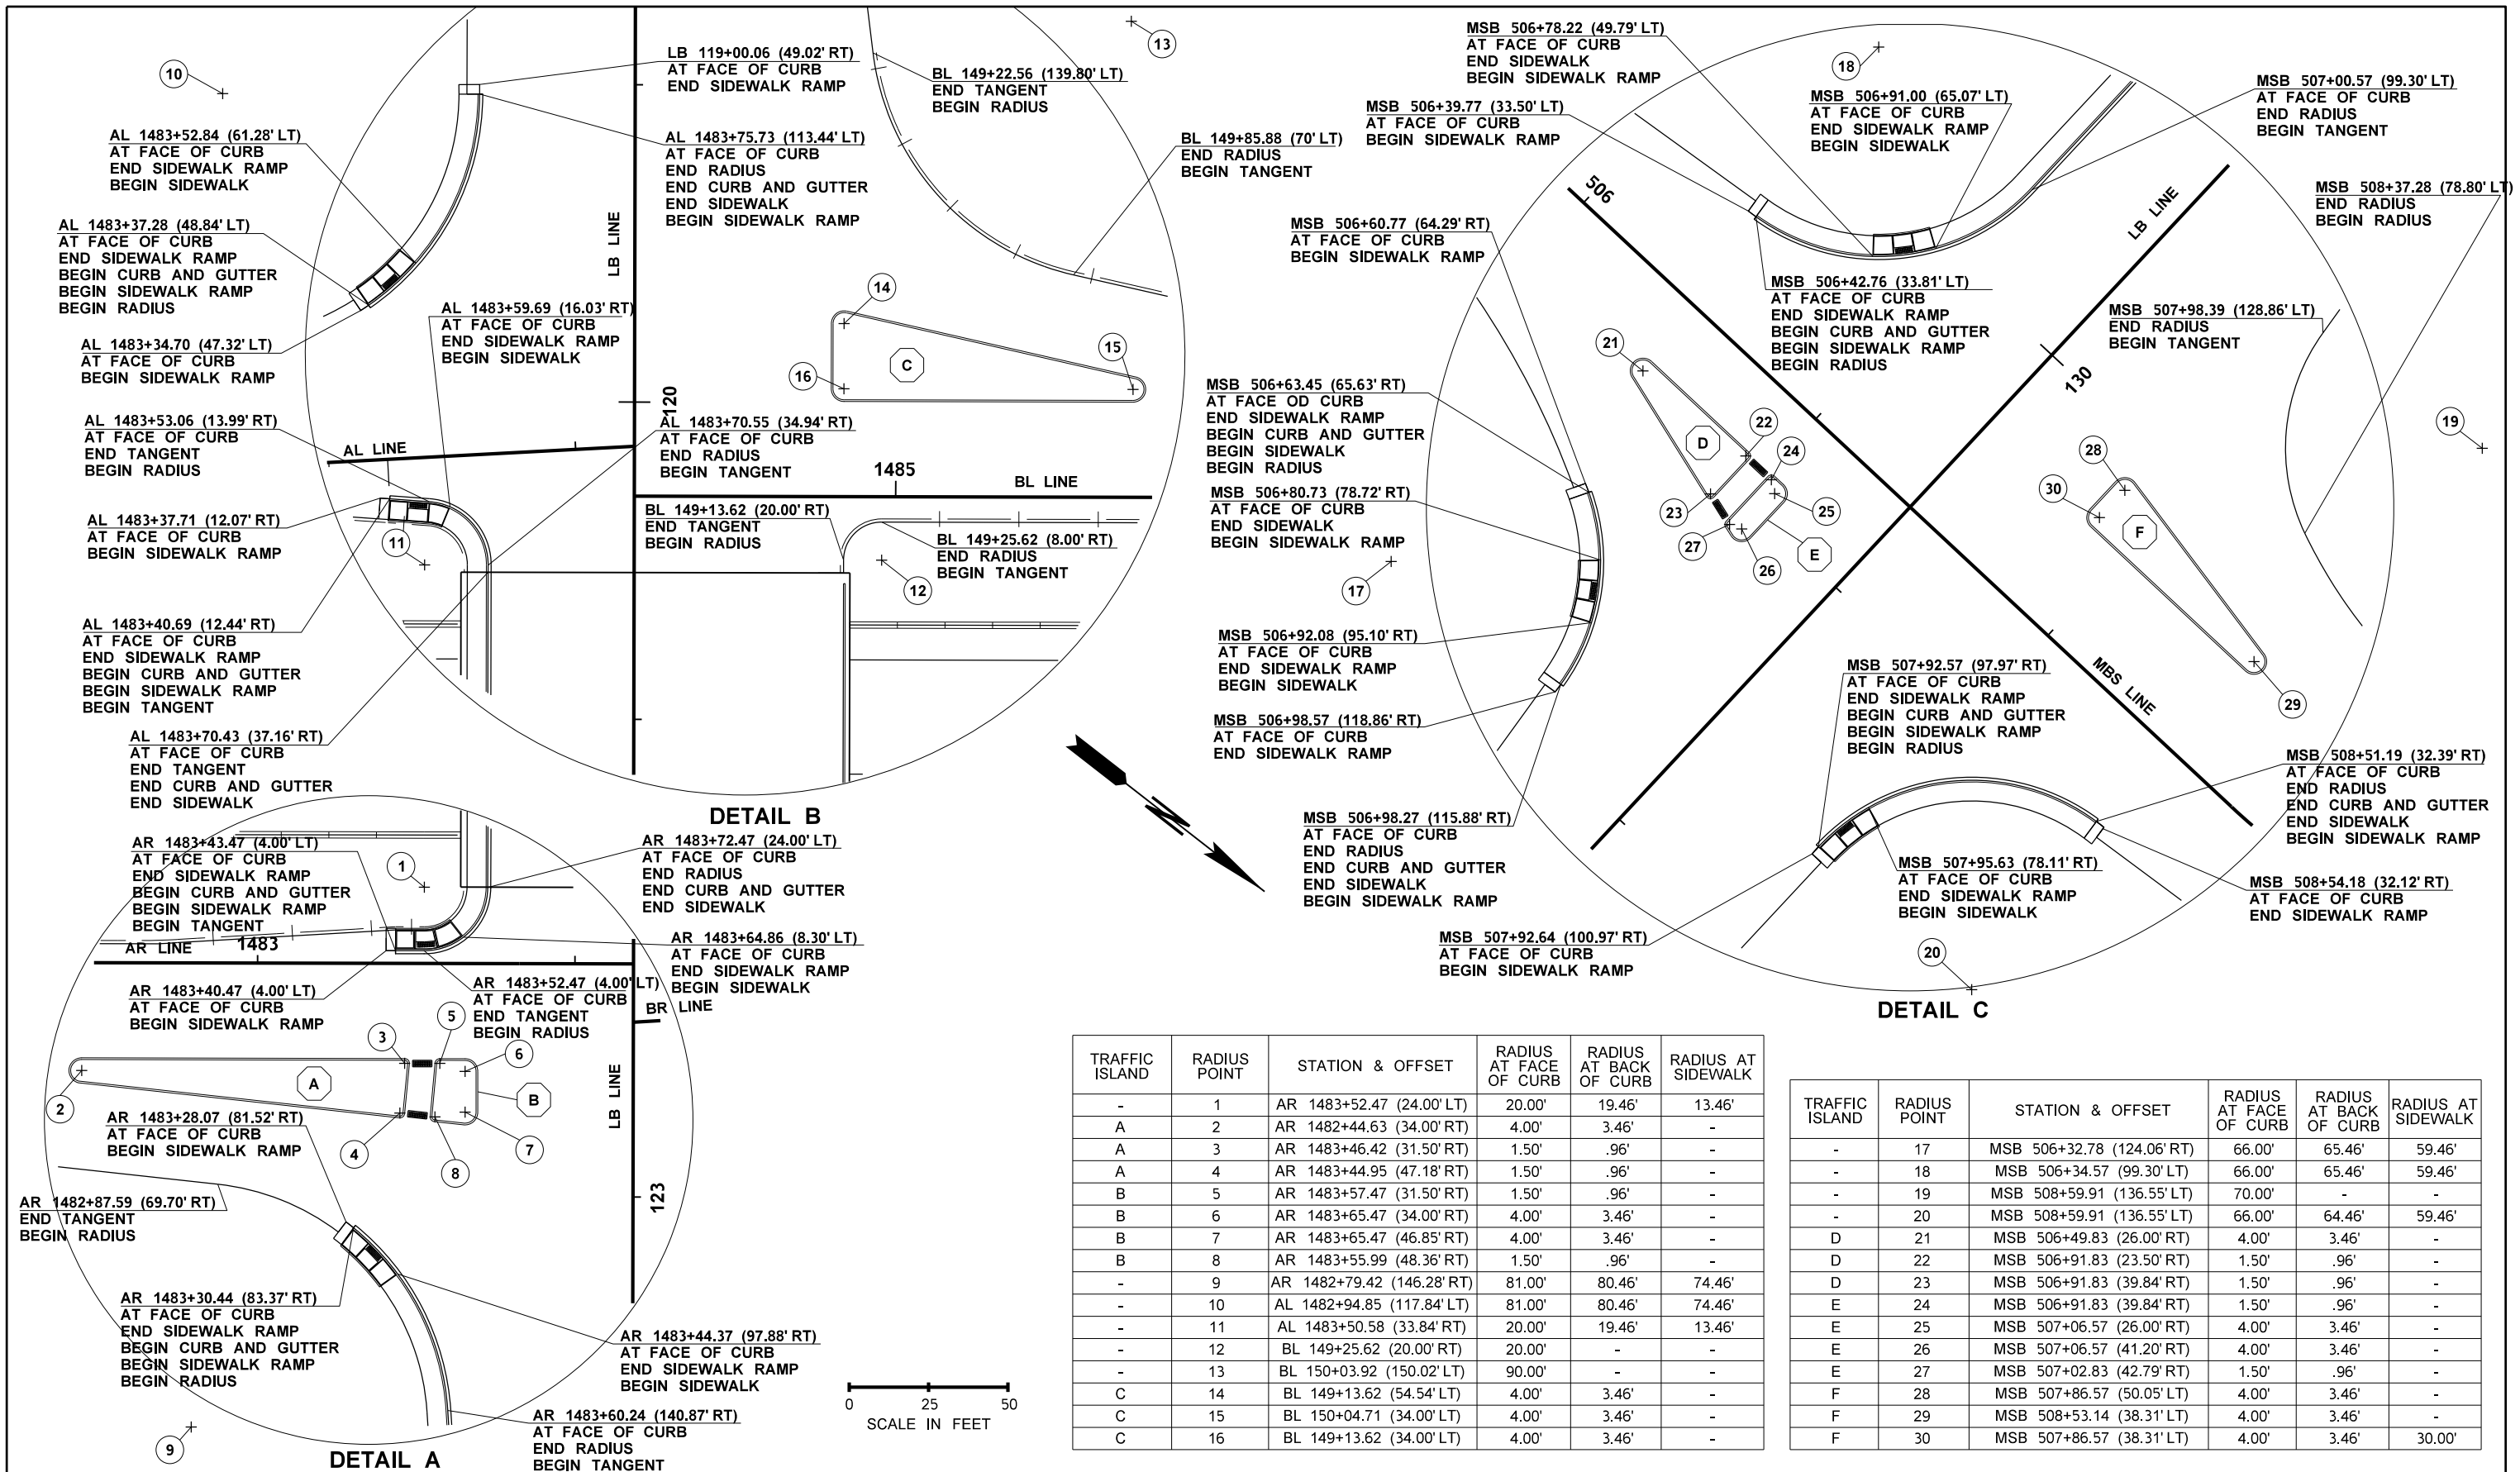 10
AL 1483+52.84 (61.28' LT)
AT FACE OF CURB
END SIDEWALK RAMP
BEGIN SIDEWALK
AL 1483+37.28 (48.84' LT)
AT FACE OF CURB
END SIDEWALK RAMP
BEGIN CURB AND GUTTER
BEGIN SIDEWALK RAMP
BEGIN RADIUS
AL 1483+34.70 (47.32' LT)
AT FACE OF CURB
BEGIN SIDEWALK RAMP
AL 1483+53.06 (13.99' RT)
AT FACE OF CURB
END TANGENT
BEGIN RADIUS
AL LINE
AL 1483+37.71 (12.07' RT)
AT FACE OF CURB
BEGIN SIDEWALK RAMP
11
AL 1483+40.69 (12.44' RT)
AT FACE OF CURB
END SIDEWALK RAMP
BEGIN CURB AND GUTTER
BEGIN SIDEWALK RAMP
BEGIN TANGENT
AL 1483+70.43 (37.16' RT)
AT FACE OF CURB
END TANGENT
END CURB AND GUTTER
END SIDEWALK
AL 1483+59.69 (16.03' RT)
AT FACE OF CURB
END SIDEWALK RAMP
BEGIN SIDEWALK
LB LINE
LB 119+00.06 (49.02' RT)
AT FACE OF CURB
END SIDEWALK RAMP
AL 1483+75.73 (113.44' LT)
AT FACE OF CURB
END RADIUS
END CURB AND GUTTER
END SIDEWALK
BEGIN SIDEWALK RAMP
120
AL 1483+70.55 (34.94' RT)
AT FACE OF CURB
END RADIUS
BEGIN TANGENT
1485
BL LINE
BL 149+13.62 (20.00' RT)
END TANGENT
BEGIN RADIUS
BL 149+25.62 (8.00' RT)
END RADIUS
BEGIN TANGENT
12
13
BL 149+22.56 (139.80' LT)
END TANGENT
BEGIN RADIUS
BL 149+85.88 (70' LT)
END RADIUS
BEGIN TANGENT
14
15
16
C
DETAIL B
N
AR 1483+43.47 (4.00' LT)
AT FACE OF CURB
END SIDEWALK RAMP
BEGIN CURB AND GUTTER
BEGIN SIDEWALK RAMP
BEGIN TANGENT
1
AR LINE
1483
AR 1483+72.47 (24.00' LT)
AT FACE OF CURB
END RADIUS
END CURB AND GUTTER
END SIDEWALK
AR 1483+64.86 (8.30' LT)
AT FACE OF CURB
END SIDEWALK RAMP
BEGIN SIDEWALK
AR 1483+40.47 (4.00' LT)
AT FACE OF CURB
BEGIN SIDEWALK RAMP
AR 1483+52.47 (4.00' LT)
AT FACE OF CURB
END TANGENT
BEGIN RADIUS
BR LINE
LB LINE
123
2
3
4
5
6
7
8
A
B
AR 1483+28.07 (81.52' RT)
AT FACE OF CURB
BEGIN SIDEWALK RAMP
AR 1482+87.59 (69.70' RT)
END TANGENT
BEGIN RADIUS
AR 1483+30.44 (83.37' RT)
AT FACE OF CURB
END SIDEWALK RAMP
BEGIN CURB AND GUTTER
BEGIN SIDEWALK RAMP
BEGIN RADIUS
AR 1483+44.37 (97.88' RT)
AT FACE OF CURB
END SIDEWALK RAMP
BEGIN SIDEWALK
AR 1483+60.24 (140.87' RT)
AT FACE OF CURB
END RADIUS
BEGIN TANGENT
9
DETAIL A
0 25 50
SCALE IN FEET
MSB 506+78.22 (49.79' LT)
AT FACE OF CURB
END SIDEWALK
BEGIN SIDEWALK RAMP
MSB 506+39.77 (33.50' LT)
AT FACE OF CURB
BEGIN SIDEWALK RAMP
18
MSB 506+91.00 (65.07' LT)
AT FACE OF CURB
END SIDEWALK RAMP
BEGIN SIDEWALK
MSB 507+00.57 (99.30' LT)
AT FACE OF CURB
END RADIUS
BEGIN TANGENT
MSB 508+37.28 (78.80' LT)
END RADIUS
BEGIN RADIUS
506
LB LINE
MSB 506+60.77 (64.29' RT)
AT FACE OF CURB
BEGIN SIDEWALK RAMP
MSB 506+42.76 (33.81' LT)
AT FACE OF CURB
END SIDEWALK RAMP
BEGIN CURB AND GUTTER
BEGIN SIDEWALK RAMP
BEGIN RADIUS
MSB 507+98.39 (128.86' LT)
END RADIUS
BEGIN TANGENT
130
MSB 506+63.45 (65.63' RT)
AT FACE OD CURB
END SIDEWALK RAMP
BEGIN CURB AND GUTTER
BEGIN SIDEWALK
BEGIN RADIUS
MSB 506+80.73 (78.72' RT)
AT FACE OF CURB
END SIDEWALK
BEGIN SIDEWALK RAMP
17
19
21
22
23
24
25
26
27
28
29
30
D
E
F
MSB 506+92.08 (95.10' RT)
AT FACE OF CURB
END SIDEWALK RAMP
BEGIN SIDEWALK
MSB 506+98.57 (118.86' RT)
AT FACE OF CURB
END SIDEWALK RAMP
MSB 506+98.27 (115.88' RT)
AT FACE OF CURB
END RADIUS
END CURB AND GUTTER
END SIDEWALK
BEGIN SIDEWALK RAMP
MBS LINE
MSB 507+92.57 (97.97' RT)
AT FACE OF CURB
END SIDEWALK RAMP
BEGIN CURB AND GUTTER
BEGIN SIDEWALK RAMP
BEGIN RADIUS
MSB 508+51.19 (32.39' RT)
AT FACE OF CURB
END RADIUS
END CURB AND GUTTER
END SIDEWALK
BEGIN SIDEWALK RAMP
MSB 507+95.63 (78.11' RT)
AT FACE OF CURB
END SIDEWALK RAMP
BEGIN SIDEWALK
MSB 508+54.18 (32.12' RT)
AT FACE OF CURB
END SIDEWALK RAMP
MSB 507+92.64 (100.97' RT)
AT FACE OF CURB
BEGIN SIDEWALK RAMP
20
DETAIL C
TRAFFIC ISLAND RADIUS POINT STATION & OFFSET RADIUS AT FACE OF CURB RADIUS AT BACK OF CURB RADIUS AT SIDEWALK
- 1 AR 1483+52.47 (24.00' LT) 20.00' 19.46' 13.46'
A 2 AR 1482+44.63 (34.00' RT) 4.00' 3.46' -
A 3 AR 1483+46.42 (31.50' RT) 1.50' .96' -
A 4 AR 1483+44.95 (47.18' RT) 1.50' .96' -
B 5 AR 1483+57.47 (31.50' RT) 1.50' .96' -
B 6 AR 1483+65.47 (34.00' RT) 4.00' 3.46' -
B 7 AR 1483+65.47 (46.85' RT) 4.00' 3.46' -
B 8 AR 1483+55.99 (48.36' RT) 1.50' .96' -
- 9 AR 1482+79.42 (146.28' RT) 81.00' 80.46' 74.46'
- 10 AL 1482+94.85 (117.84' LT) 81.00' 80.46' 74.46'
- 11 AL 1483+50.58 (33.84' RT) 20.00' 19.46' 13.46'
- 12 BL 149+25.62 (20.00' RT) 20.00' - -
- 13 BL 150+03.92 (150.02' LT) 90.00' - -
C 14 BL 149+13.62 (54.54' LT) 4.00' 3.46' -
C 15 BL 150+04.71 (34.00' LT) 4.00' 3.46' -
C 16 BL 149+13.62 (34.00' LT) 4.00' 3.46' -
TRAFFIC ISLAND RADIUS POINT STATION & OFFSET RADIUS AT FACE OF CURB RADIUS AT BACK OF CURB RADIUS AT SIDEWALK
- 17 MSB 506+32.78 (124.06' RT) 66.00' 65.46' 59.46'
- 18 MSB 506+34.57 (99.30' LT) 66.00' 65.46' 59.46'
- 19 MSB 508+59.91 (136.55' LT) 70.00' - -
- 20 MSB 508+59.91 (136.55' LT) 66.00' 64.46' 59.46'
D 21 MSB 506+49.83 (26.00' RT) 4.00' 3.46' -
D 22 MSB 506+91.83 (23.50' RT) 1.50' .96' -
D 23 MSB 506+91.83 (39.84' RT) 1.50' .96' -
E 24 MSB 506+91.83 (39.84' RT) 1.50' .96' -
E 25 MSB 507+06.57 (26.00' RT) 4.00' 3.46' -
E 26 MSB 507+06.57 (41.20' RT) 4.00' 3.46' -
E 27 MSB 507+02.83 (42.79' RT) 1.50' .96' -
F 28 MSB 507+86.57 (50.05' LT) 4.00' 3.46' -
F 29 MSB 508+53.14 (38.31' LT) 4.00' 3.46' -
F 30 MSB 507+86.57 (38.31' LT) 4.00' 3.46' 30.00'